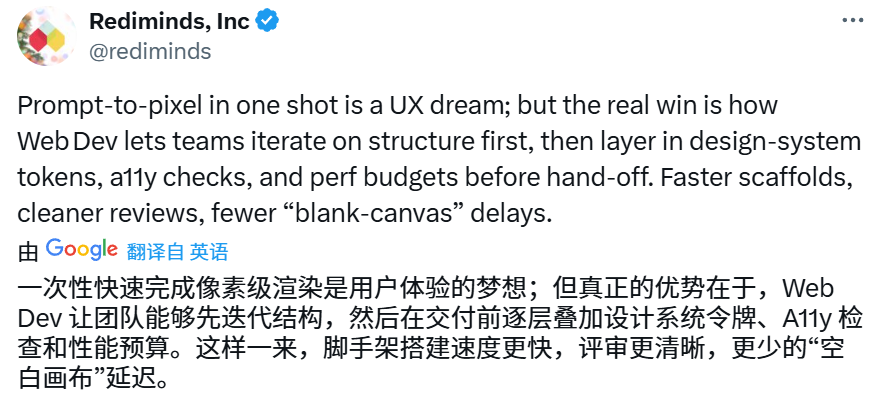 Rediminds, Inc
@rediminds
Prompt-to-pixel in one shot is a UX dream; but the real win is how
Web Dev lets teams iterate on structure first, then layer in design-system
tokens, a11y checks, and perf budgets before hand-off. Faster scaffolds,
cleaner reviews, fewer “blank-canvas” delays.
由 Google 翻译自 英语
一次性快速完成像素级渲染是用户体验的梦想；但真正的优势在于，Web
Dev 让团队能够先迭代结构，然后在交付前逐层叠加设计系统令牌、A11y 检
查和性能预算。这样一来，脚手架搭建速度更快，评审更清晰，更少的“空
白画布”延迟。